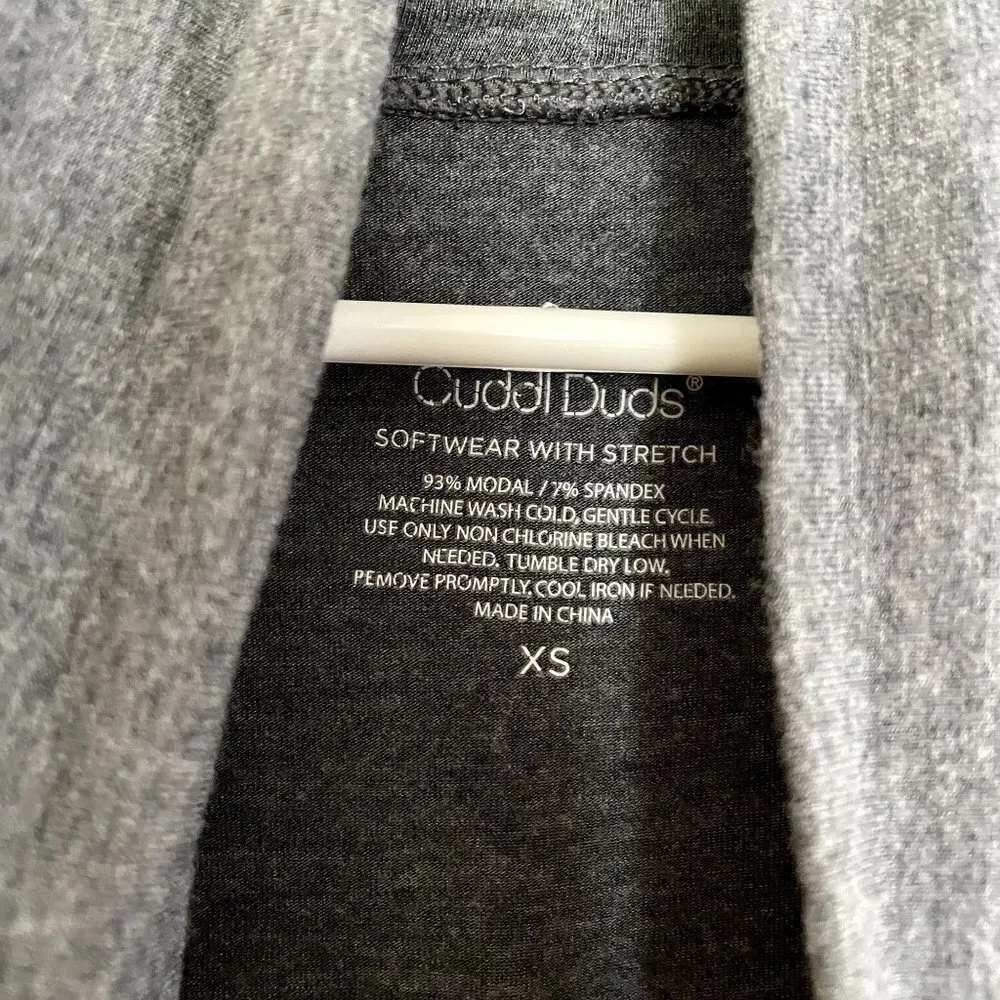 Cuddl Duds®
SOFTWEAR WITH STRETCH
93% MODAL / 7% SPANDEX
MACHINE WASH COLD, GENTLE CYCLE.
USE ONLY NON CHLORINE BLEACH WHEN
NEEDED. TUMBLE DRY LOW.
REMOVE PROMPTLY. COOL IRON IF NEEDED.
MADE IN CHINA
XS